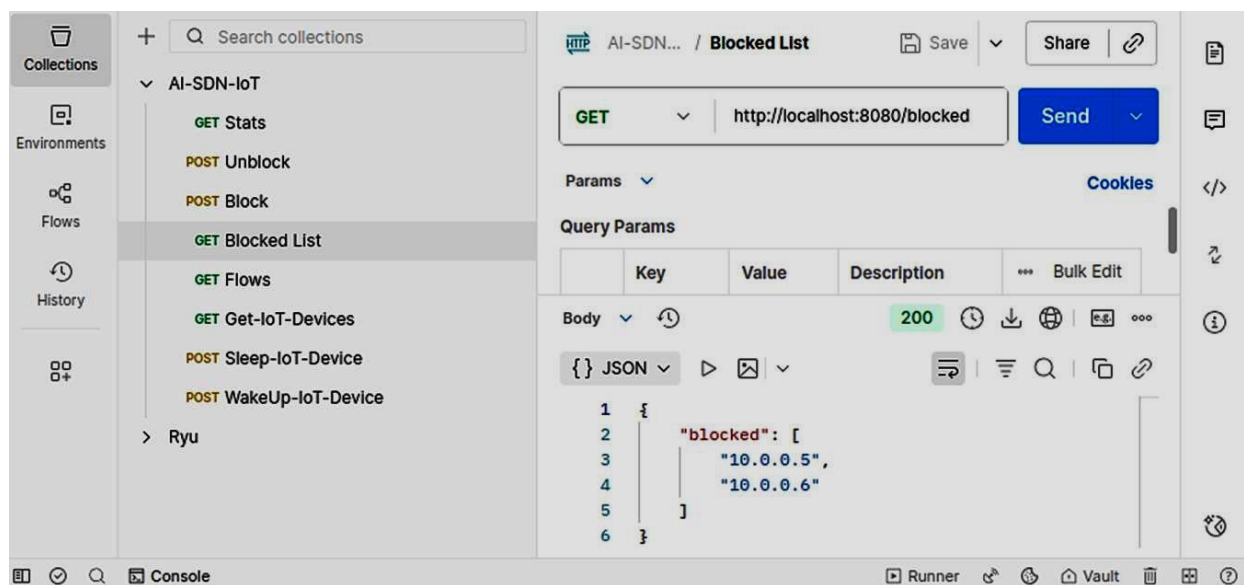 Collections
Environments
Flows
History
Search collections
AI-SDN-IoT
GET Stats
POST Unblock
POST Block
GET Blocked List
GET Flows
GET Get-IoT-Devices
POST Sleep-IoT-Device
POST WakeUp-IoT-Device
Ryu
HTTP AI-SDN... / Blocked List
Save
Share
GET http://localhost:8080/blocked
Send
Params
Cookies
Query Params
Key Value Description ••• Bulk Edit
Body
200
e.g.
{} JSON
1 {
2 "blocked": [
3 "10.0.0.5",
4 "10.0.0.6"
5 ]
6 }
Console
Runner
Vault